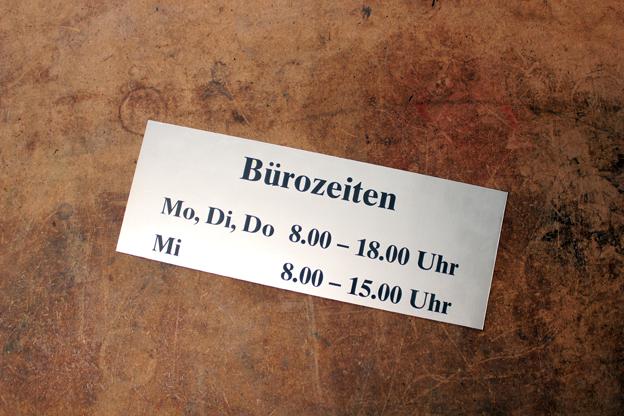 Bürozeiten
Mo, Di, Do 8.00 – 18.00 Uhr
Mi 8.00 – 15.00 Uhr